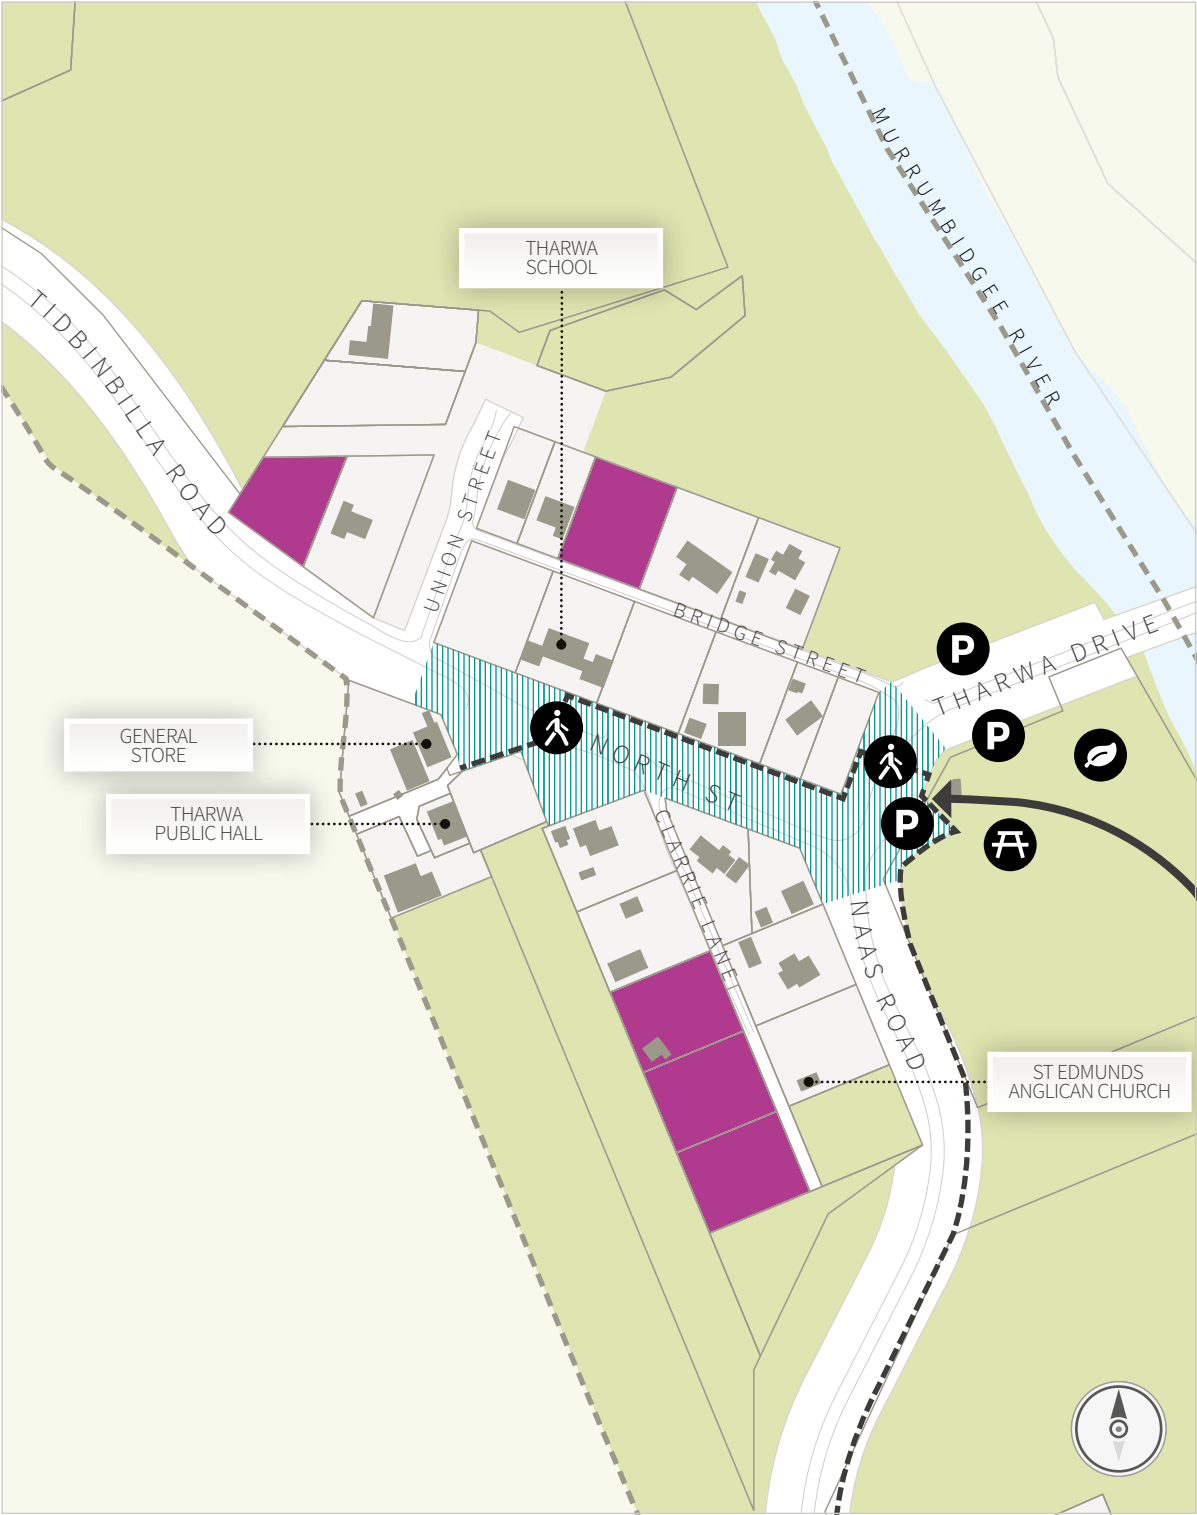 MURRUMBIDGEE RIVER
THARWA
SCHOOL
TIDBINBILLA ROAD
UNION STREET
BRIDGE STREET
THARWA DRIVE
P
P
GENERAL
STORE
NORTH ST
THARWA
PUBLIC HALL
P
CLARRIE LANE
NAAS ROAD
ST EDMUNDS
ANGLICAN CHURCH